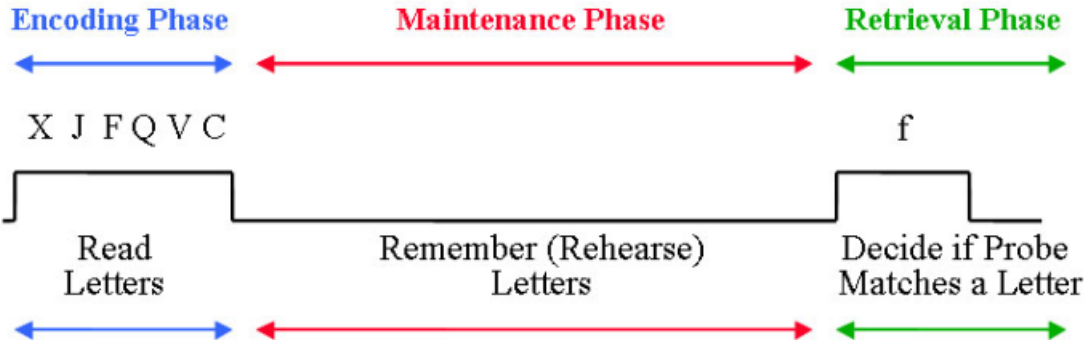 Encoding Phase Maintenance Phase Retrieval Phase
X J F Q V C f
Read Remember (Rehearse) Decide if Probe
Letters Letters Matches a Letter